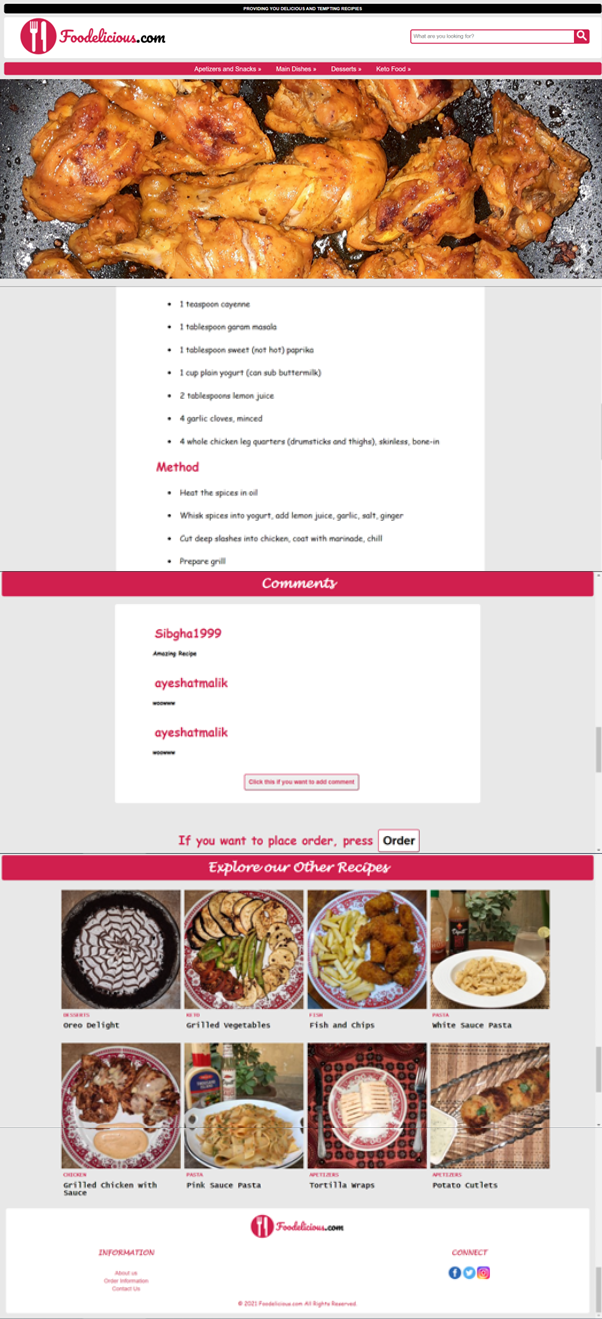 PROVIDING YOU DELICIOUS AND TEMPTING RECIPIES
Foodelicious.com
What are you looking for?
Apetizers and Snacks »
Main Dishes »
Desserts »
Keto Food »
1 teaspoon cayenne
1 tablespoon garam masala
1 tablespoon sweet (not hot) paprika
1 cup plain yogurt (can sub buttermilk)
2 tablespoons lemon juice
4 garlic cloves, minced
4 whole chicken leg quarters (drumsticks and thighs), skinless, bone-in
Method
Heat the spices in oil
Whisk spices into yogurt, add lemon juice, garlic, salt, ginger
Cut deep slashes into chicken, coat with marinade, chill
Prepare grill
Comments
Sibgha1999
Amazing Recipe
ayeshatmalik
woowww
ayeshatmalik
woowww
Click this if you want to add comment
If you want to place order, press Order
Explore our Other Recipes
DESSERTS
Oreo Delight
KETO
Grilled Vegetables
FISH
Fish and Chips
PASTA
White Sauce Pasta
CHICKEN
Grilled Chicken with
Sauce
PASTA
Pink Sauce Pasta
APETIZERS
Tortilla Wraps
APETIZERS
Potato Cutlets
Foodelicious.com
INFORMATION
About us
Order Information
Contact Us
CONNECT
© 2021 Foodelicious.com All Rights Reserved.